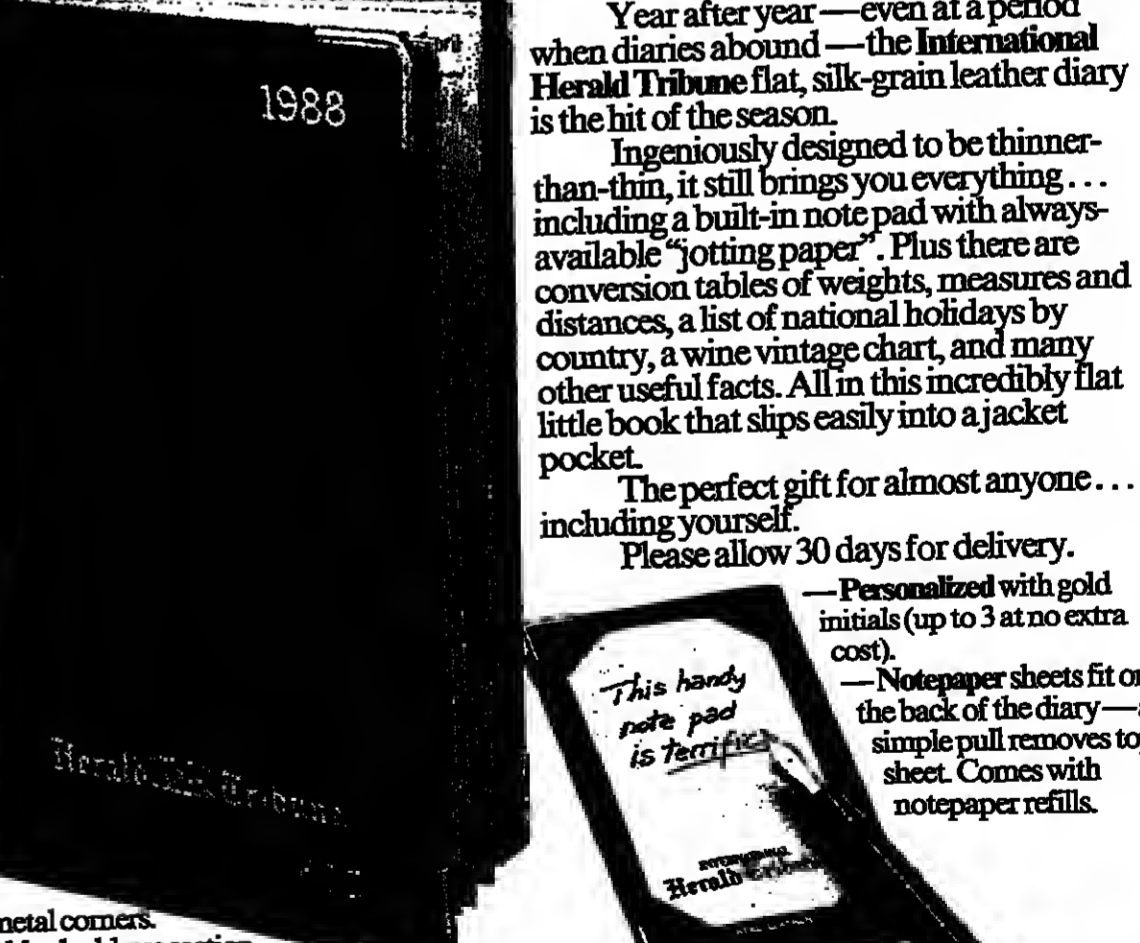 1988
Herald Tribune
Year after year — even at a period
when diaries abound — the International
Herald Tribune flat, silk-grain leather diary
is the hit of the season.
Ingeniously designed to be thinner-
than-thin, it still brings you everything...
including a built-in note pad with always-
available “jotting paper”. Plus there are
conversion tables of weights, measures and
distances, a list of national holidays by
country, a wine vintage chart, and many
other useful facts. All in this incredibly flat
little book that slips easily into a jacket
pocket.
The perfect gift for almost anyone...
including yourself.
Please allow 30 days for delivery.
— Personalized with gold
initials (up to 3 at no extra
cost).
— Notepaper sheets fit on
the back of the diary —
simple pull removes top
sheet. Comes with
notepaper refills.
This handy
note pad
is terrific
Herald Tribune
metal corners.